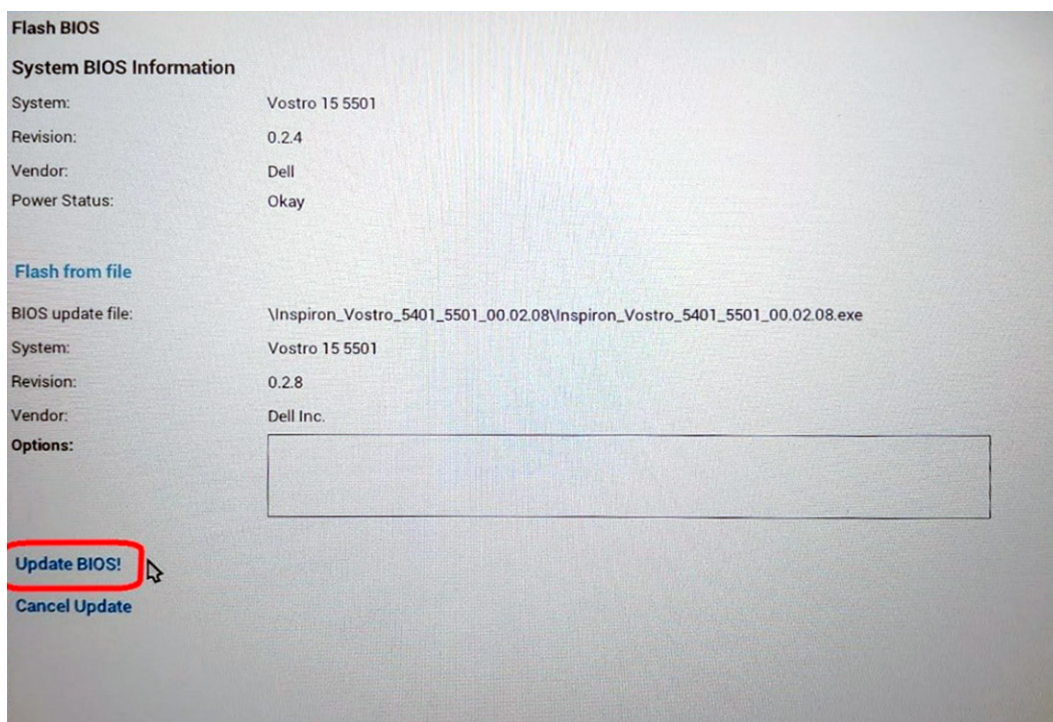 Flash BIOS
System BIOS Information
System: Vostro 15 5501
Revision: 0.2.4
Vendor: Dell
Power Status: Okay
Flash from file
BIOS update file: \Inspiron_Vostro_5401_5501_00.02.08\Inspiron_Vostro_5401_5501_00.02.08.exe
System: Vostro 15 5501
Revision: 0.2.8
Vendor: Dell Inc.
Options:
Update BIOS!
Cancel Update